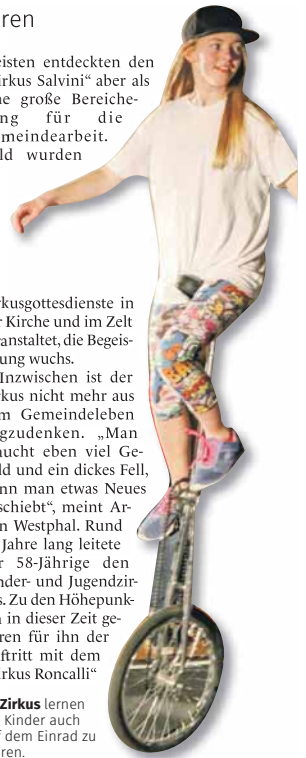 ren
eisten entdeckten den
irkus Salvini“ aber als
ne große Bereiche-
ng für die
meindearbeit.
ld wurden
kusgottesdienste in
r Kirche und im Zelt
ranstaltet, die Begeis-
ung wuchs.
Inzwischen ist der
rkus nicht mehr aus
m Gemeindeleben
gzudenken. „Man
aucht eben viel Ge-
ld und ein dickes Fell,
nn man etwas Neues
schiebt“, meint Ar-
n Westphal. Rund
Jahre lang leitete
r 58-Jährige den
nder- und Jugendzir-
s. Zu den Höhepunk-
n in dieser Zeit ge-
ren für ihn der
ftritt mit dem
irkus Roncalli“
Zirkus lernen
Kinder auch
f dem Einrad zu
ren.